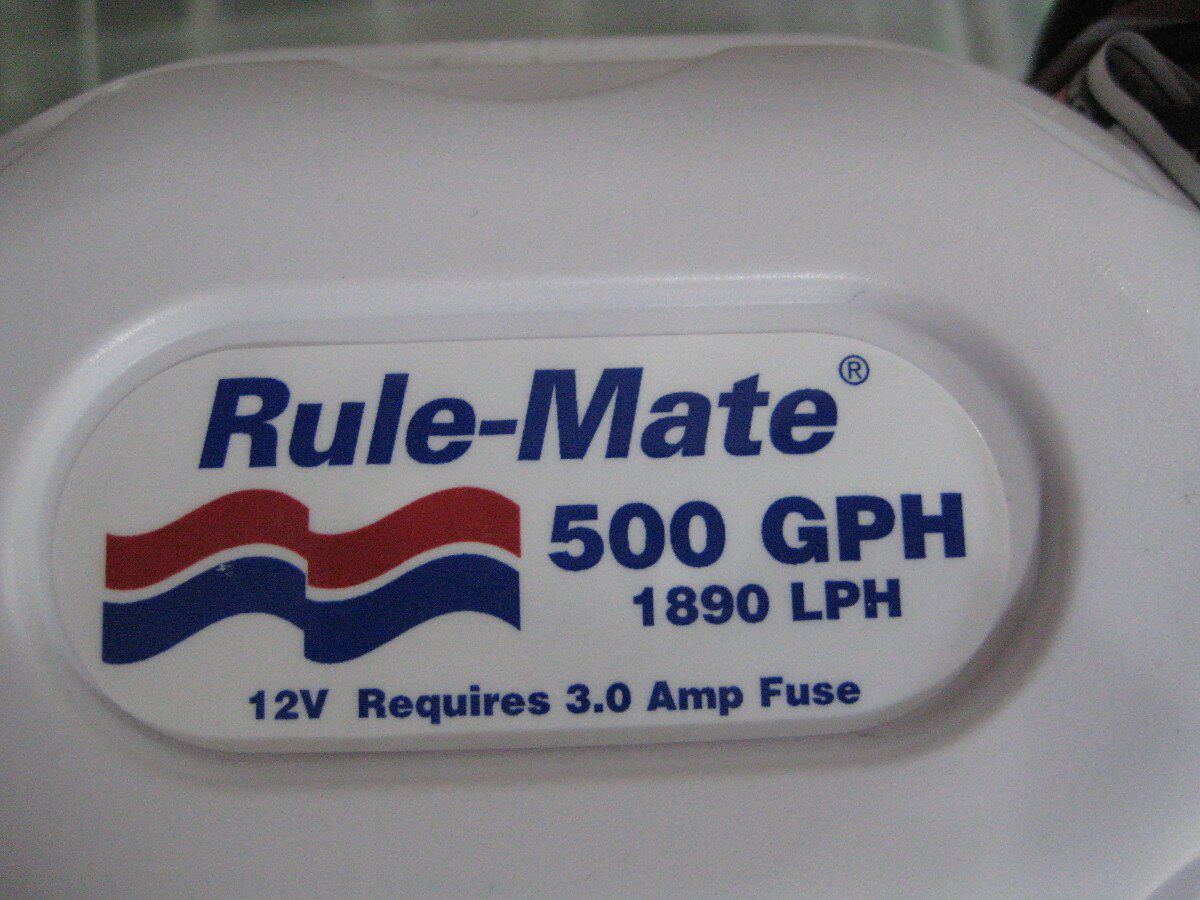 Rule-Mate®
500 GPH
1890 LPH
12V Requires 3.0 Amp Fuse